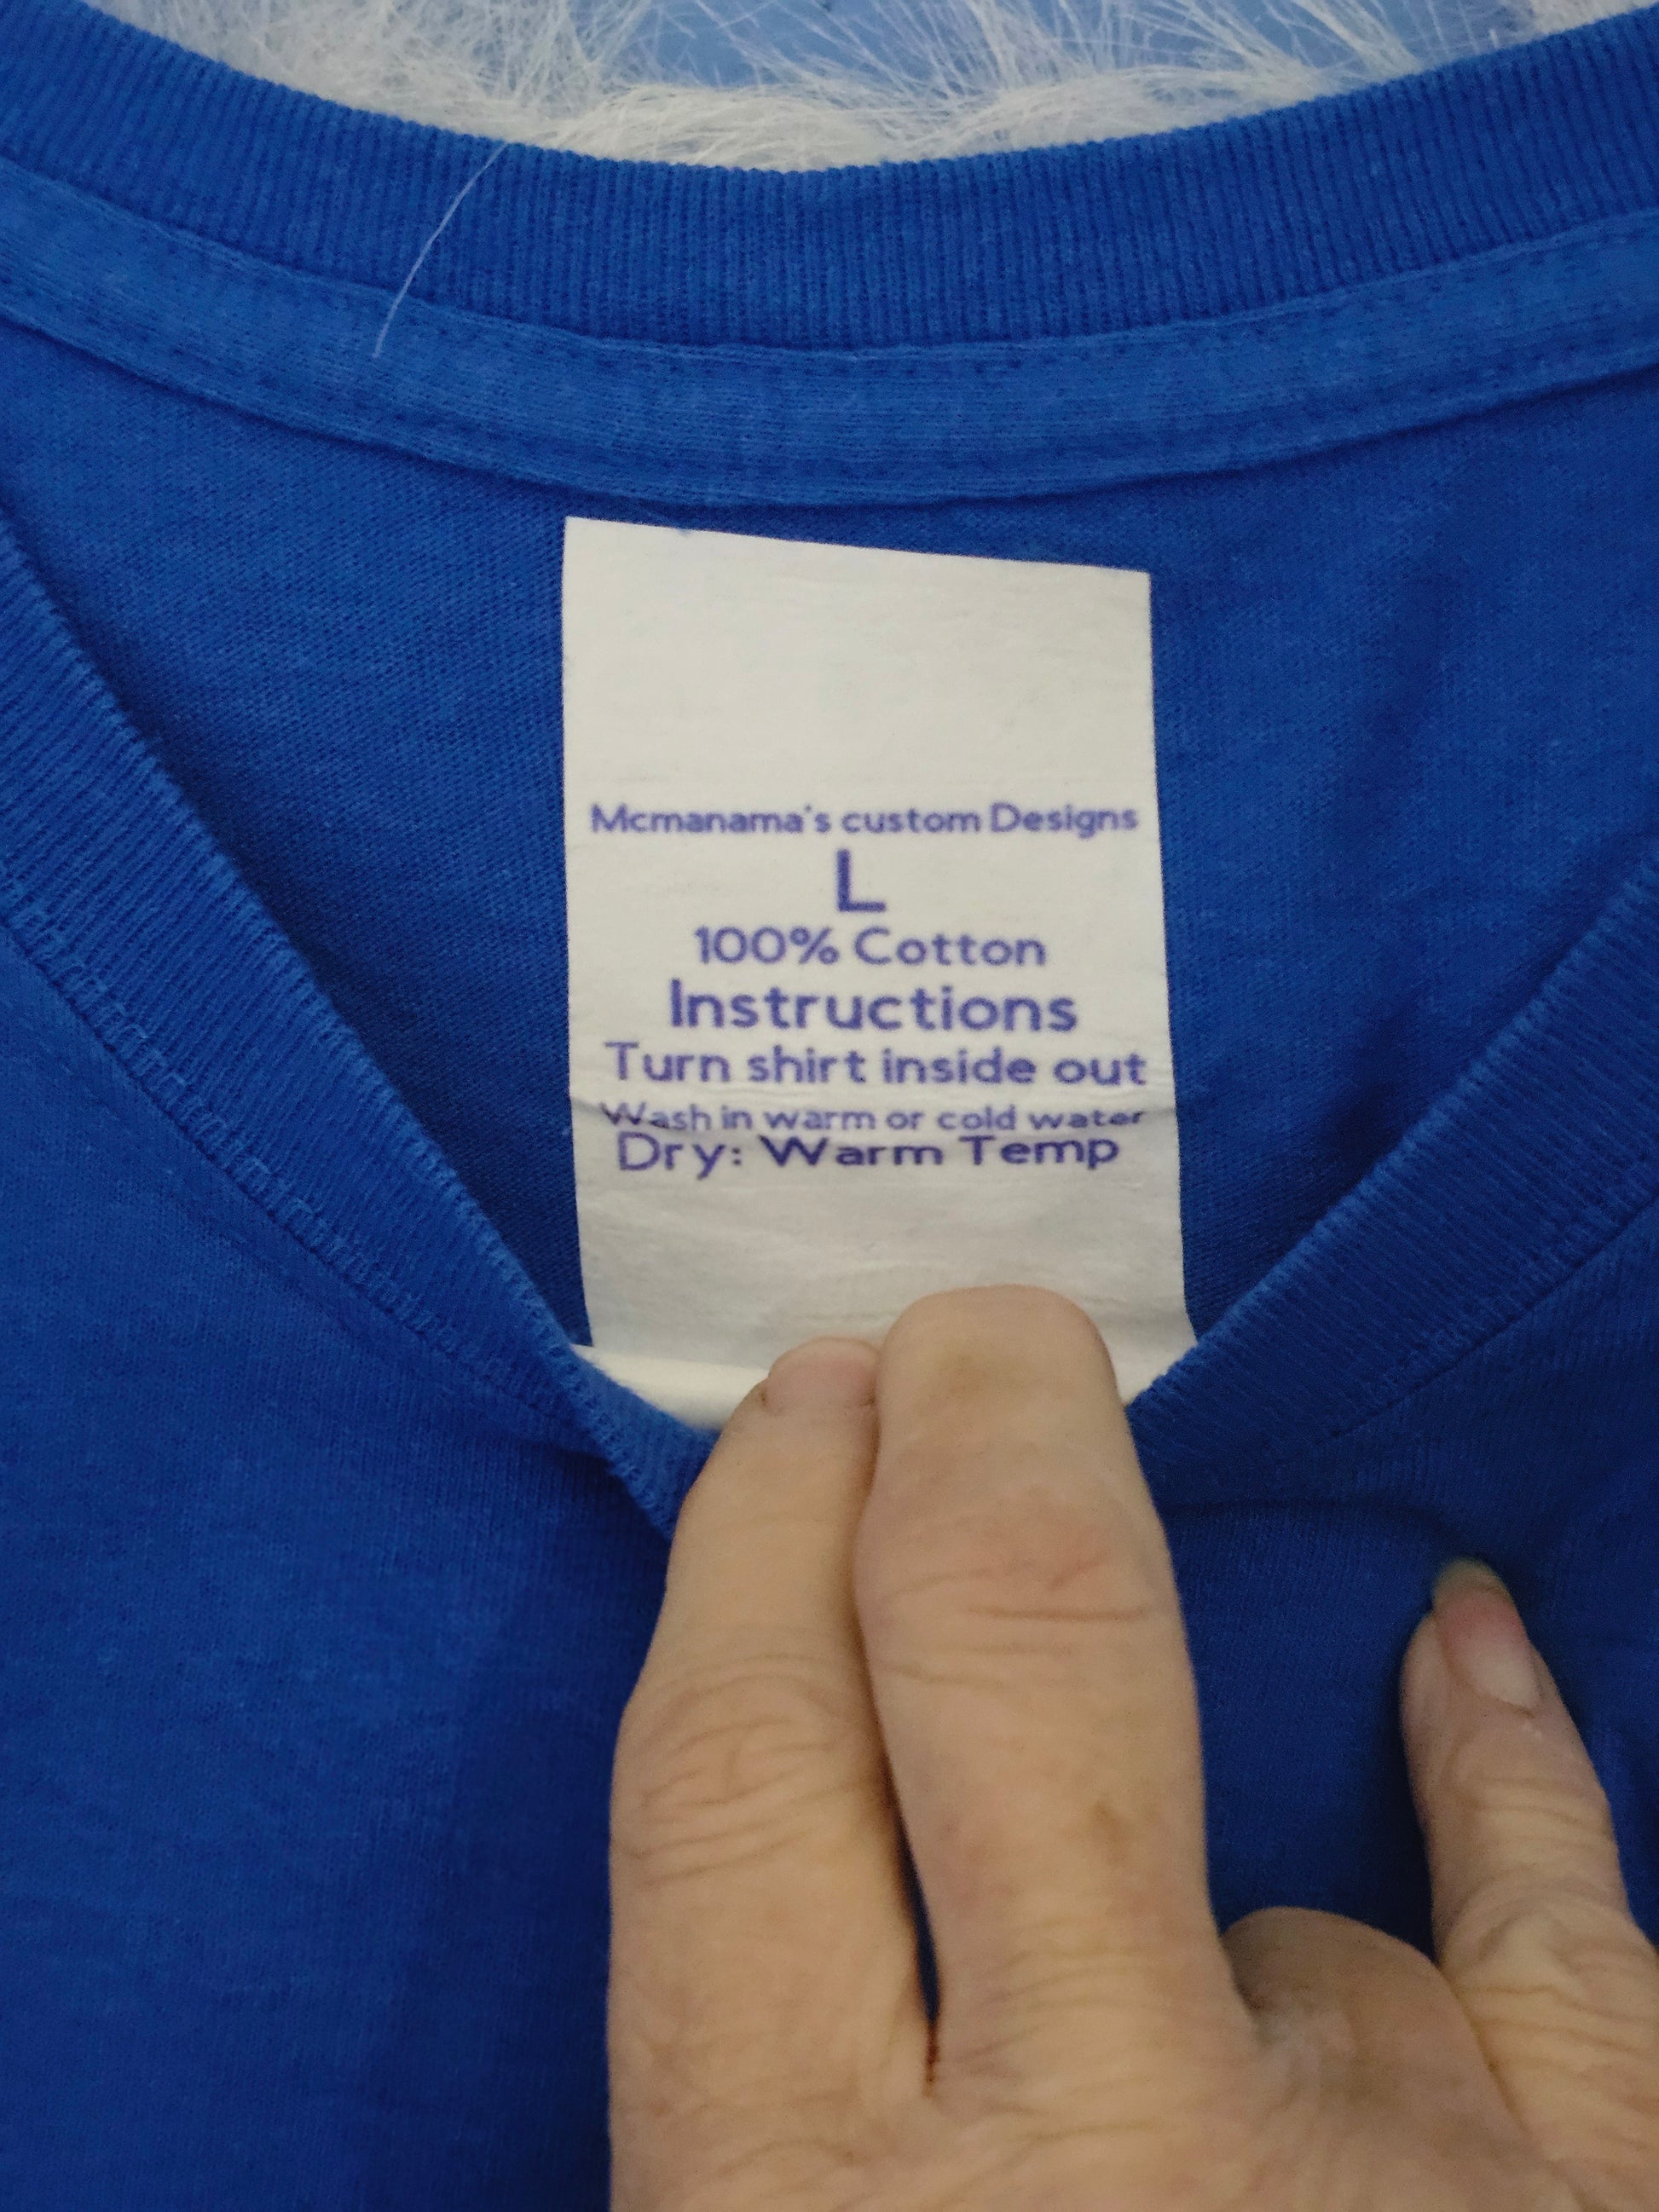 Mcmanama's custom Designs
L
100% Cotton
Instructions
Turn shirt inside out
Wash in warm or cold water
Dry: Warm Temp